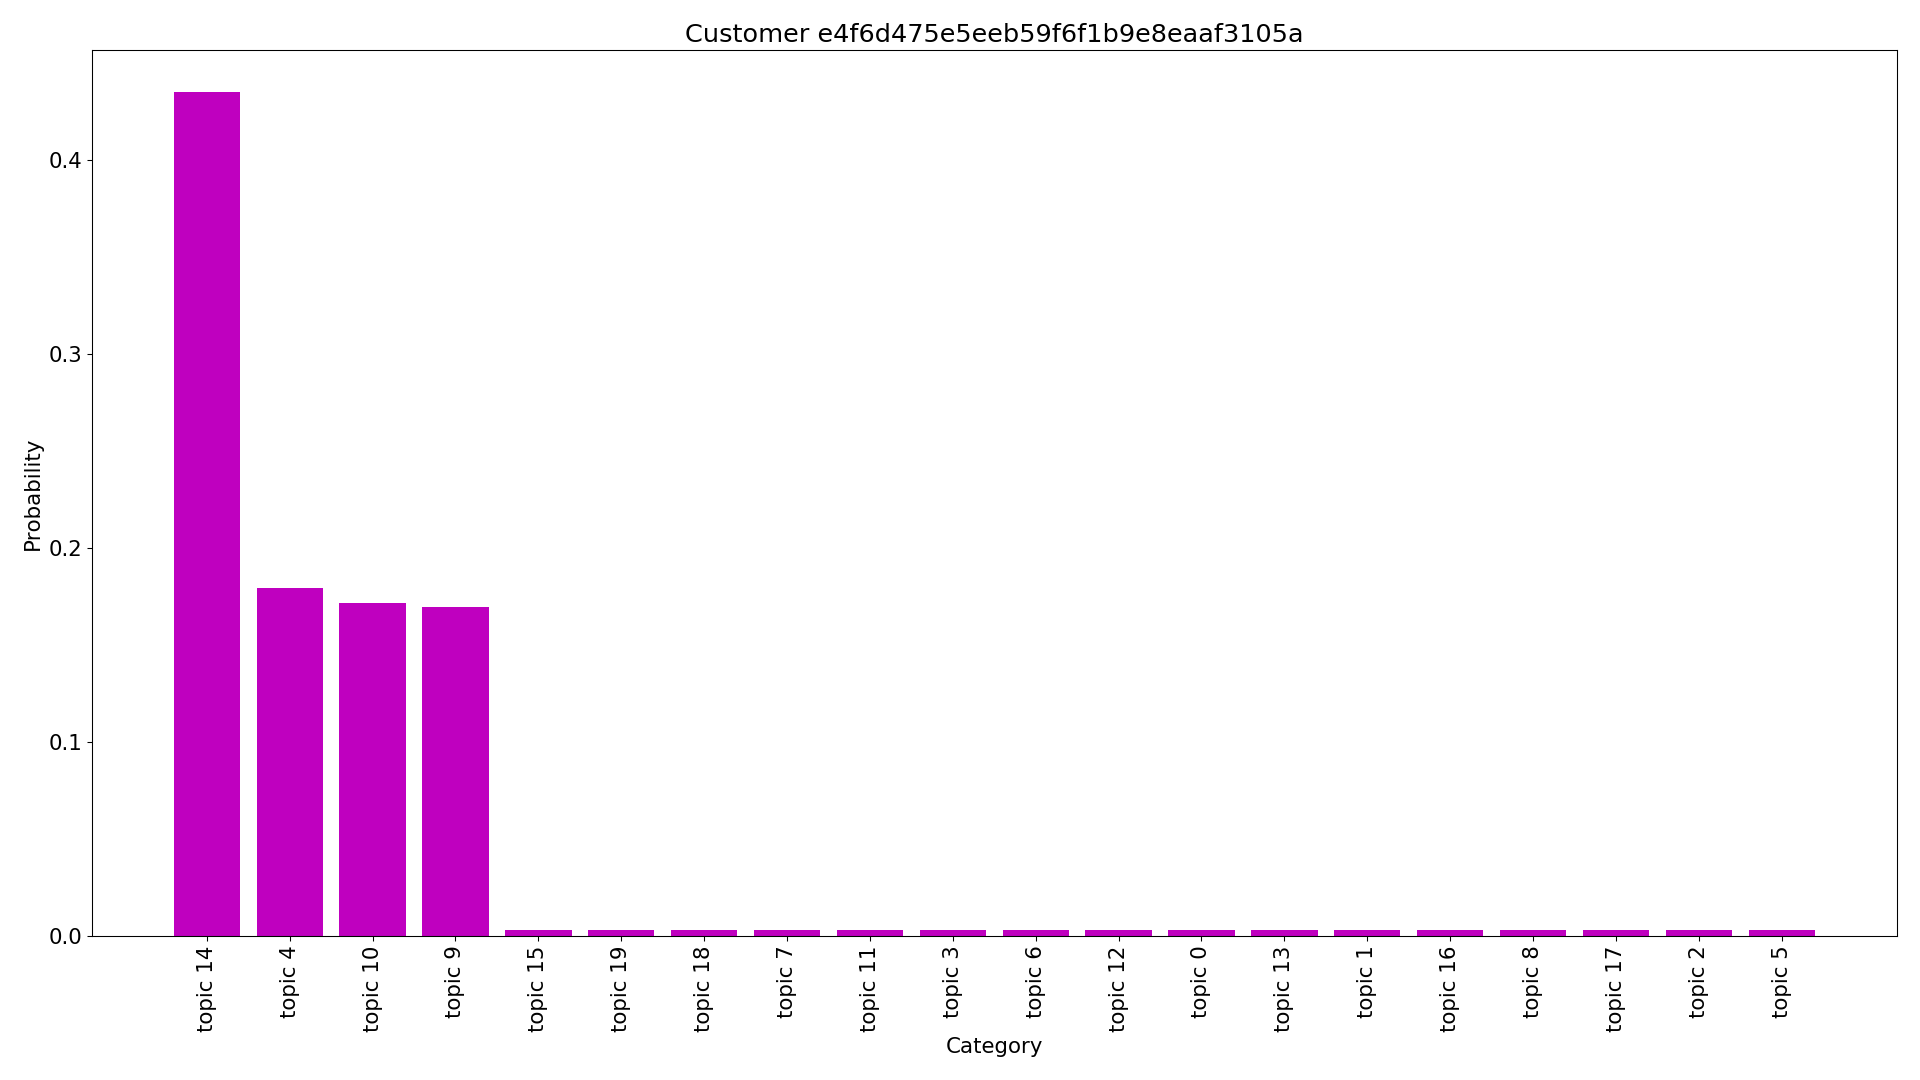 Customer e4f6d475e5eeb59f6f1b9e8eaaf3105a
Probability
0.4
0.3
0.2
0.1
0.0
topic 14
topic 4
topic 10
topic 9
topic 15
topic 19
topic 18
topic 7
topic 11
topic 3
topic 6
topic 12
topic 0
topic 13
topic 1
topic 16
topic 8
topic 17
topic 2
topic 5
Category